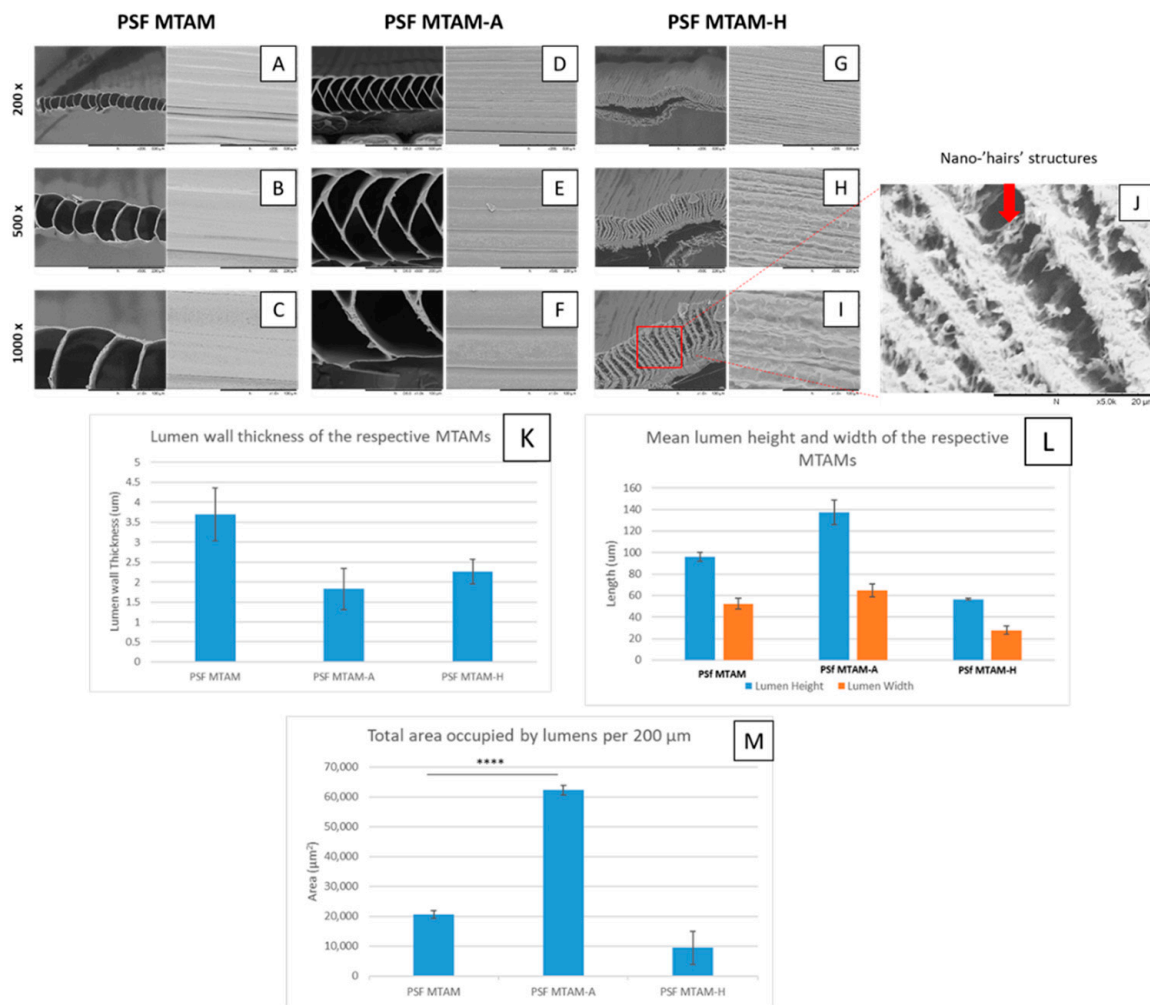 PSF MTAM
PSF MTAM-A
PSF MTAM-H
200 x
A
D
G
500 x
B
E
H
1000 x
C
F
I
Nano-'hairs' structures
J
N
x5.0k
20 µm
Lumen wall thickness of the respective MTAMs
K
Lumen wall Thickness (um)
5
4.5
4
3.5
3
2.5
2
1.5
1
0.5
0
PSF MTAM
PSF MTAM-A
PSF MTAM-H
Mean lumen height and width of the respective
MTAMs
L
Length (um)
160
140
120
100
80
60
40
20
0
PSf MTAM
PSf MTAM-A
PSf MTAM-H
Lumen Height
Lumen Width
Total area occupied by lumens per 200 µm
M
Area (µm²)
70,000
60,000
50,000
40,000
30,000
20,000
10,000
0
****
PSF MTAM
PSF MTAM-A
PSF MTAM-H